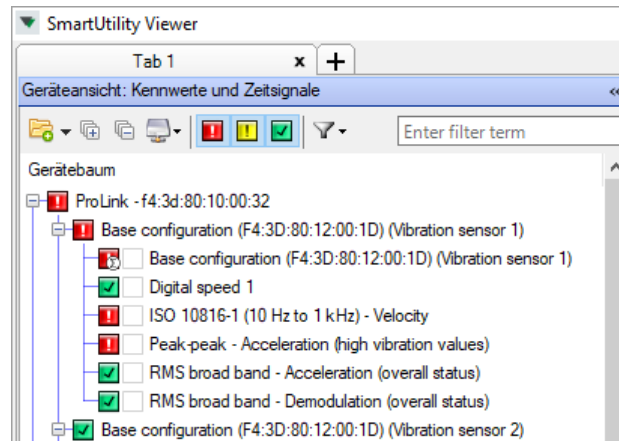 SmartUtility Viewer
Tab 1 x +
Geräteansicht: Kennwerte und Zeitsignale «
Enter filter term
Gerätebaum
ProLink - f4:3d:80:10:00:32
Base configuration (F4:3D:80:12:00:1D) (Vibration sensor 1)
Base configuration (F4:3D:80:12:00:1D) (Vibration sensor 1)
Digital speed 1
ISO 10816-1 (10 Hz to 1 kHz) - Velocity
Peak-peak - Acceleration (high vibration values)
RMS broad band - Acceleration (overall status)
RMS broad band - Demodulation (overall status)
Base configuration (F4:3D:80:12:00:1D) (Vibration sensor 2)